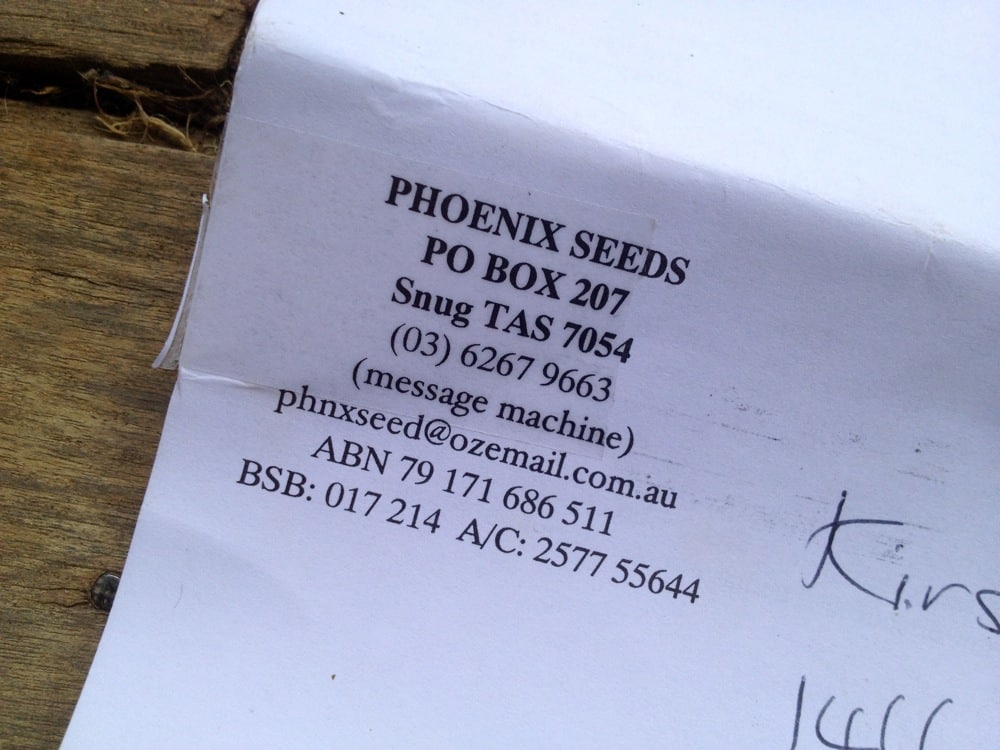 PHOENIX SEEDS
PO BOX 207
Snug TAS 7054
(03) 6267 9663
(message machine)
phnxseed@ozemail.com.au
ABN 79 171 686 511
BSB: 017 214 A/C: 2577 55644
Kirs